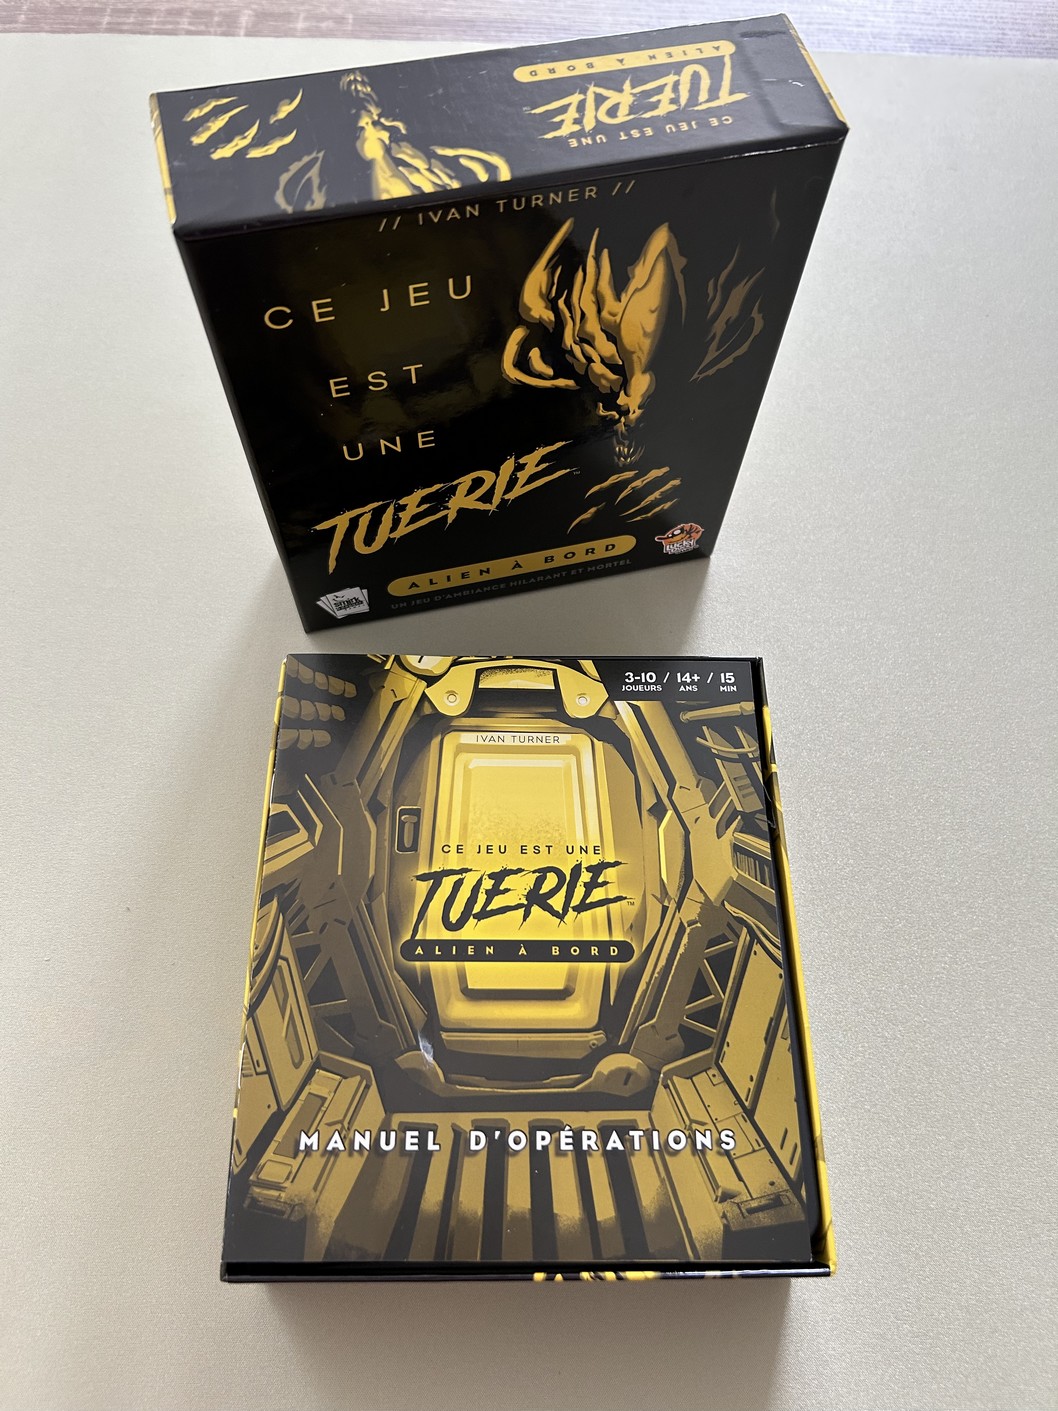 ALIEN À BORD
TUERIE
CE JEU EST UNE
// IVAN TURNER //
CE JEU
EST
UNE
TUERIE™
ALIEN À BORD
UN JEU D'AMBIANCE HILARANT ET MORTEL
3-10 / 14+ / 15
JOUEURS ANS MIN
IVAN TURNER
CE JEU EST UNE
TUERIE™
ALIEN À BORD
MANUEL D'OPÉRATIONS